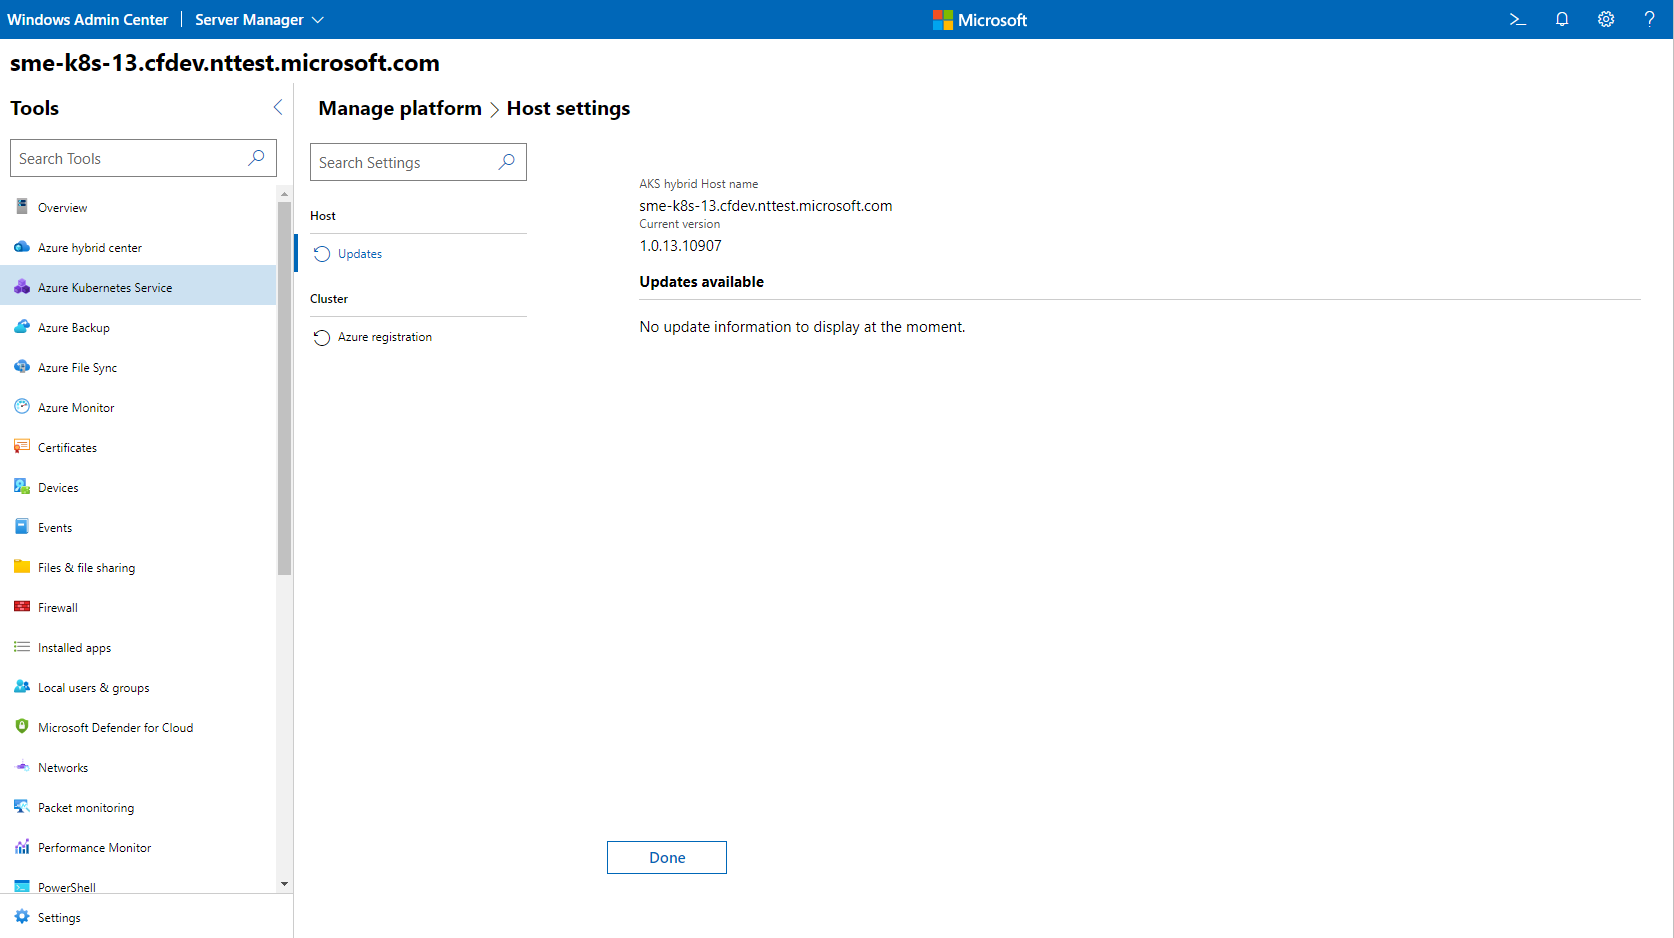 Windows Admin Center
Server Manager
Microsoft
sme-k8s-13.cfdev.nttest.microsoft.com
Tools
Search Tools
Overview
Azure hybrid center
Azure Kubernetes Service
Azure Backup
Azure File Sync
Azure Monitor
Certificates
Devices
Events
Files & file sharing
Firewall
Installed apps
Local users & groups
Microsoft Defender for Cloud
Networks
Packet monitoring
Performance Monitor
PowerShell
Settings
Manage platform > Host settings
Search Settings
Host
Updates
Cluster
Azure registration
AKS hybrid Host name
sme-k8s-13.cfdev.nttest.microsoft.com
Current version
1.0.13.10907
Updates available
No update information to display at the moment.
Done